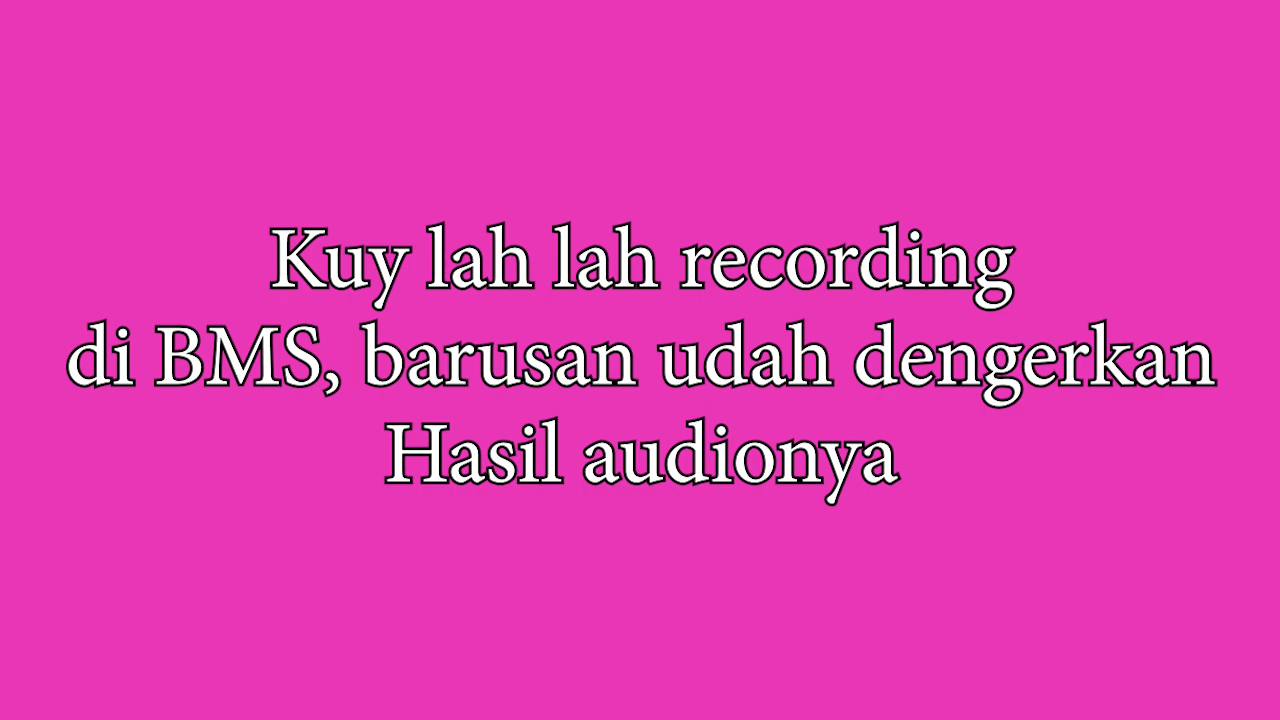 Kuy lah lah recording
di BMS, barusan udah dengerkan
Hasil audionya